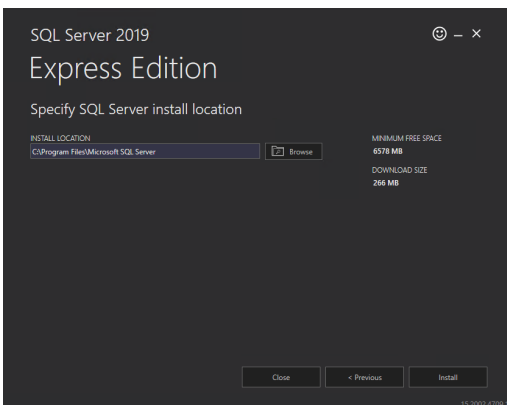 SQL Server 2019
Express Edition
Specify SQL Server install location
INSTALL LOCATION
C:\Program Files\Microsoft SQL Server
Browse
MINIMUM FREE SPACE
6578 MB
DOWNLOAD SIZE
266 MB
Close
< Previous
Install